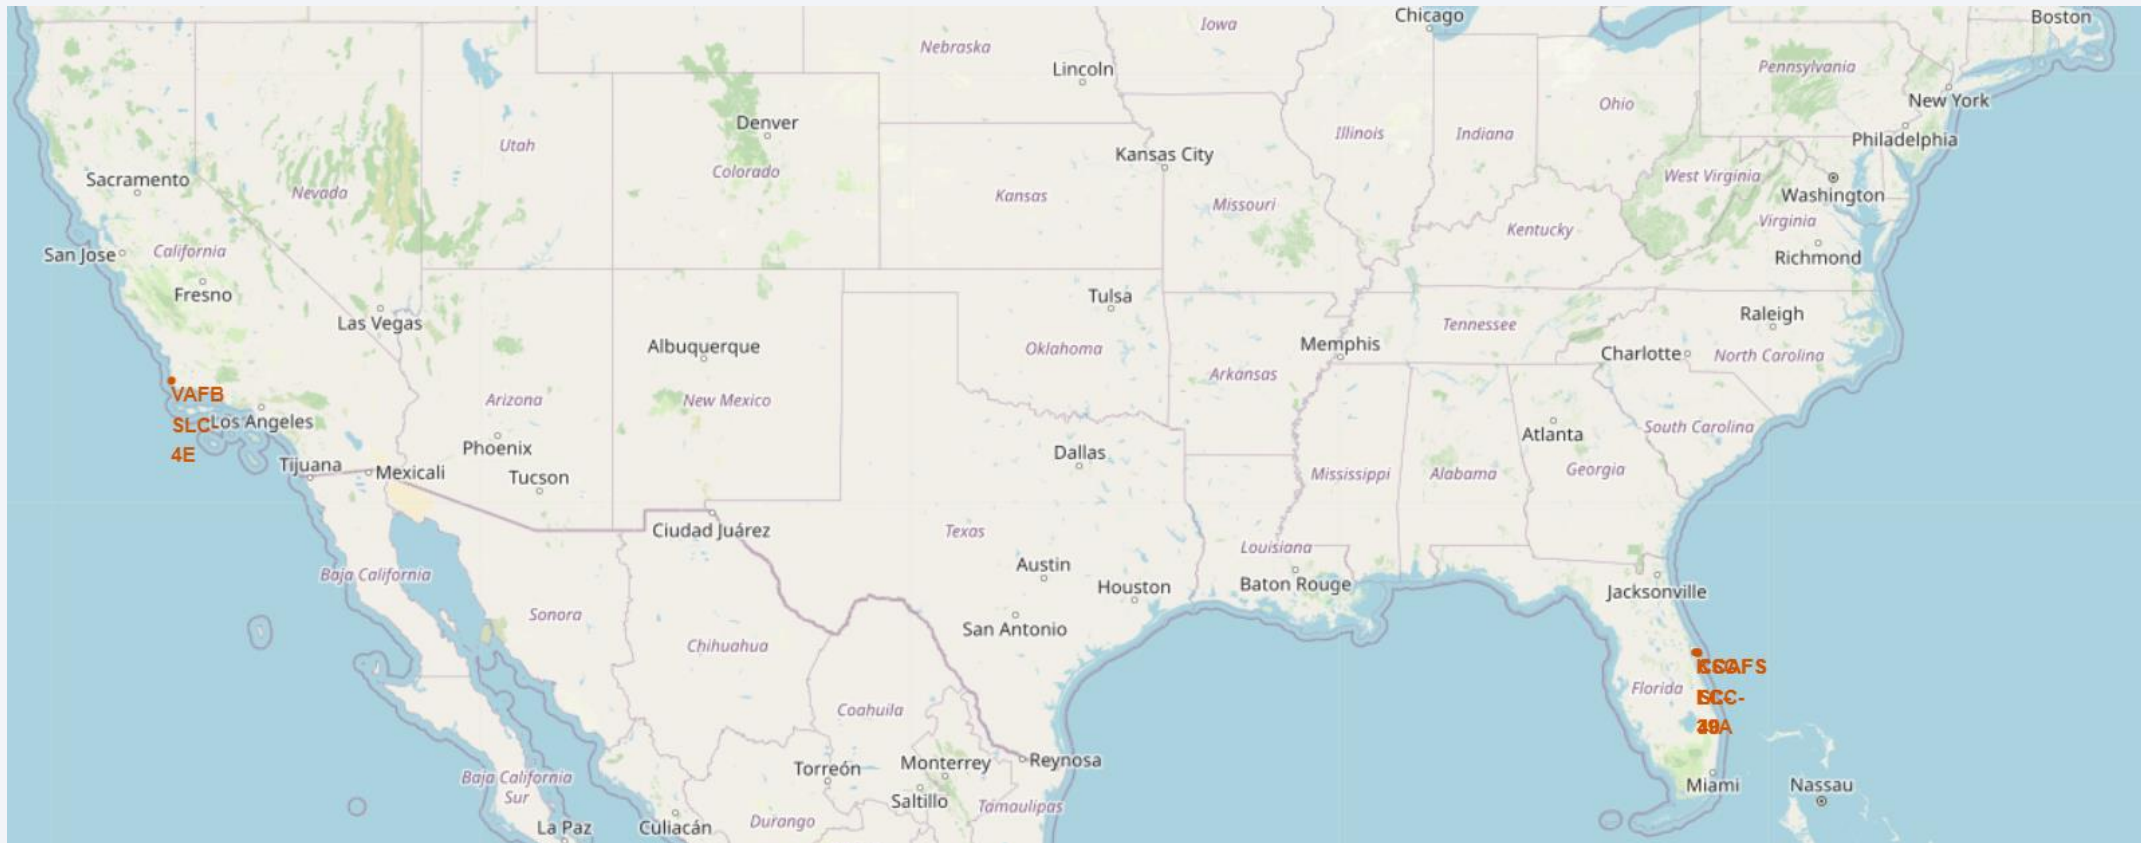 Chicago
Boston
Iowa
Nebraska
Lincoln
Pennsylvania
New York
Ohio
Denver
Utah
Illinois
Indiana
Philadelphia
Kansas City
Colorado
Sacramento
Nevada
Kansas
Missouri
West Virginia
Washington
Virginia
Kentucky
San Jose
California
Richmond
Fresno
Tulsa
Las Vegas
Raleigh
Tennessee
Albuquerque
Oklahoma
Memphis
Charlotte
North Carolina
Arkansas
VAFB
SLC-
4E
Los Angeles
Arizona
New Mexico
Phoenix
Dallas
Atlanta
South Carolina
Tijuana
Mexicali
Tucson
Mississippi
Alabama
Georgia
Ciudad Juárez
Texas
Louisiana
Austin
Baja California
Houston
Baton Rouge
Jacksonville
Sonora
San Antonio
Chihuahua
Florida
Coahuila
Torreón
Monterrey
Reynosa
Baja California
Sur
Saltillo
Tamaulipas
Miami
Nassau
La Paz
Culiacán
Durango